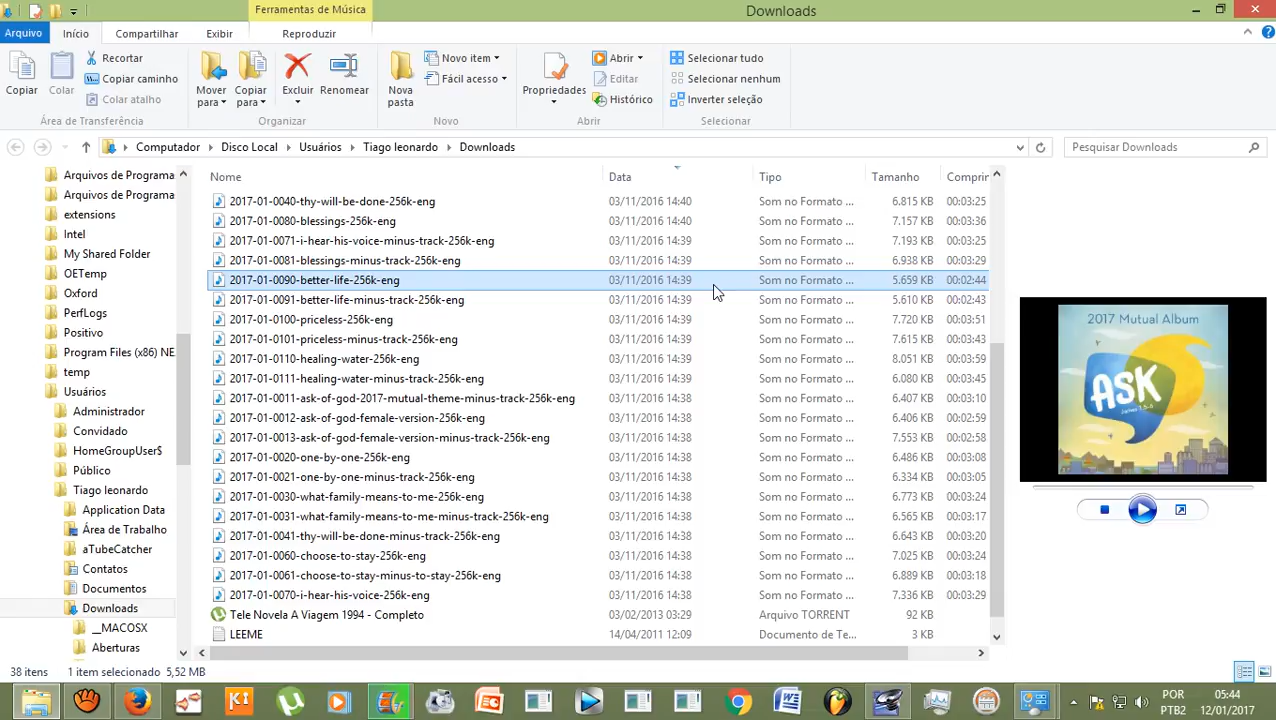 Ferramentas de Música
Downloads
Arquivo Início Compartilhar Exibir Reproduzir
Copiar
Colar
Recortar
Copiar caminho
Colar atalho
Área de Transferência
Mover para
Copiar para
Excluir
Renomear
Organizar
Nova pasta
Novo item
Fácil acesso
Novo
Propriedades
Abrir
Editar
Histórico
Abrir
Selecionar tudo
Selecionar nenhum
Inverter seleção
Selecionar
Computador Disco Local Usuários Tiago leonardo Downloads
Pesquisar Downloads
Arquivos de Programa
Arquivos de Programa
extensions
Intel
My Shared Folder
OETemp
Oxford
PerfLogs
Positivo
Program Files (x86) NE
temp
Usuários
Administrador
Convidado
HomeGroupUser$
Público
Tiago leonardo
Application Data
Área de Trabalho
aTubeCatcher
Contatos
Documentos
Downloads
__MACOSX
Aberturas
Nome Data Tipo Tamanho Comprir
2017-01-0040-thy-will-be-done-256k-eng 03/11/2016 14:40 Som no Formato ... 6.815 KB 00:03:25
2017-01-0080-blessings-256k-eng 03/11/2016 14:40 Som no Formato ... 7.157 KB 00:03:36
2017-01-0071-i-hear-his-voice-minus-track-256k-eng 03/11/2016 14:39 Som no Formato ... 7.193 KB 00:03:25
2017-01-0081-blessings-minus-track-256k-eng 03/11/2016 14:39 Som no Formato ... 6.938 KB 00:03:29
2017-01-0090-better-life-256k-eng 03/11/2016 14:39 Som no Formato ... 5.659 KB 00:02:44
2017-01-0091-better-life-minus-track-256k-eng 03/11/2016 14:39 Som no Formato ... 5.610 KB 00:02:43
2017-01-0100-priceless-256k-eng 03/11/2016 14:39 Som no Formato ... 7.720 KB 00:03:51
2017-01-0101-priceless-minus-track-256k-eng 03/11/2016 14:39 Som no Formato ... 7.615 KB 00:03:43
2017-01-0110-healing-water-256k-eng 03/11/2016 14:39 Som no Formato ... 8.051 KB 00:03:59
2017-01-0111-healing-water-minus-track-256k-eng 03/11/2016 14:39 Som no Formato ... 6.080 KB 00:03:45
2017-01-0011-ask-of-god-2017-mutual-theme-minus-track-256k-eng 03/11/2016 14:38 Som no Formato ... 6.407 KB 00:03:10
2017-01-0012-ask-of-god-female-version-256k-eng 03/11/2016 14:38 Som no Formato ... 6.406 KB 00:02:59
2017-01-0013-ask-of-god-female-version-minus-track-256k-eng 03/11/2016 14:38 Som no Formato ... 7.553 KB 00:02:58
2017-01-0020-one-by-one-256k-eng 03/11/2016 14:38 Som no Formato ... 6.486 KB 00:03:08
2017-01-0021-one-by-one-minus-track-256k-eng 03/11/2016 14:38 Som no Formato ... 6.334 KB 00:03:05
2017-01-0030-what-family-means-to-me-256k-eng 03/11/2016 14:38 Som no Formato ... 6.773 KB 00:03:24
2017-01-0031-what-family-means-to-me-minus-track-256k-eng 03/11/2016 14:38 Som no Formato ... 6.565 KB 00:03:17
2017-01-0041-thy-will-be-done-minus-track-256k-eng 03/11/2016 14:38 Som no Formato ... 6.643 KB 00:03:20
2017-01-0060-choose-to-stay-256k-eng 03/11/2016 14:38 Som no Formato ... 7.025 KB 00:03:24
2017-01-0061-choose-to-stay-minus-to-stay-256k-eng 03/11/2016 14:38 Som no Formato ... 6.889 KB 00:03:18
2017-01-0070-i-hear-his-voice-256k-eng 03/11/2016 14:38 Som no Formato ... 7.336 KB 00:03:29
Tele Novela A Viagem 1994 - Completo 03/02/2013 03:29 Arquivo TORRENT 92 KB
LEEME 14/04/2011 12:09 Documento de Te... 3 KB
2017 Mutual Album
ASK
James 1:5-6
38 itens 1 item selecionado 5,52 MB
POR 05:44
PTB2 12/01/2017